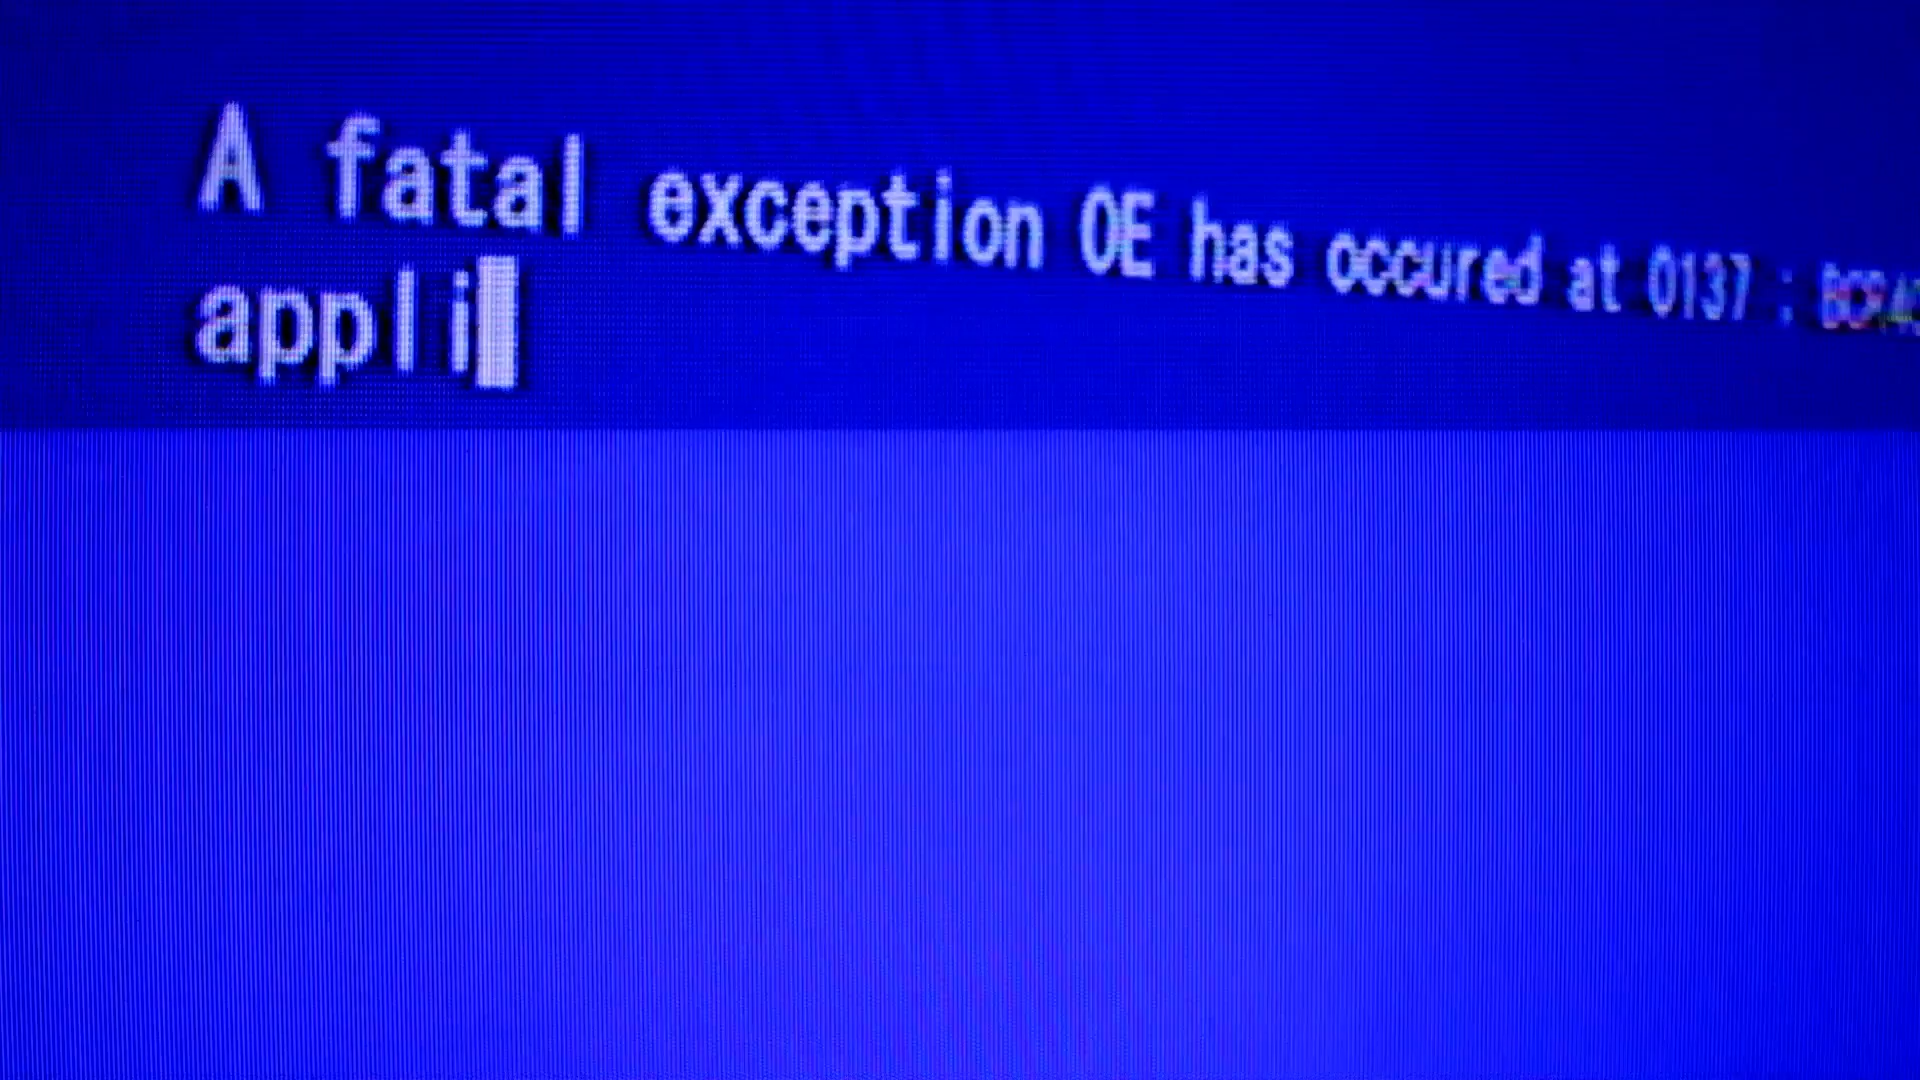 A fatal exception 0E has occured at 0137 :
appli